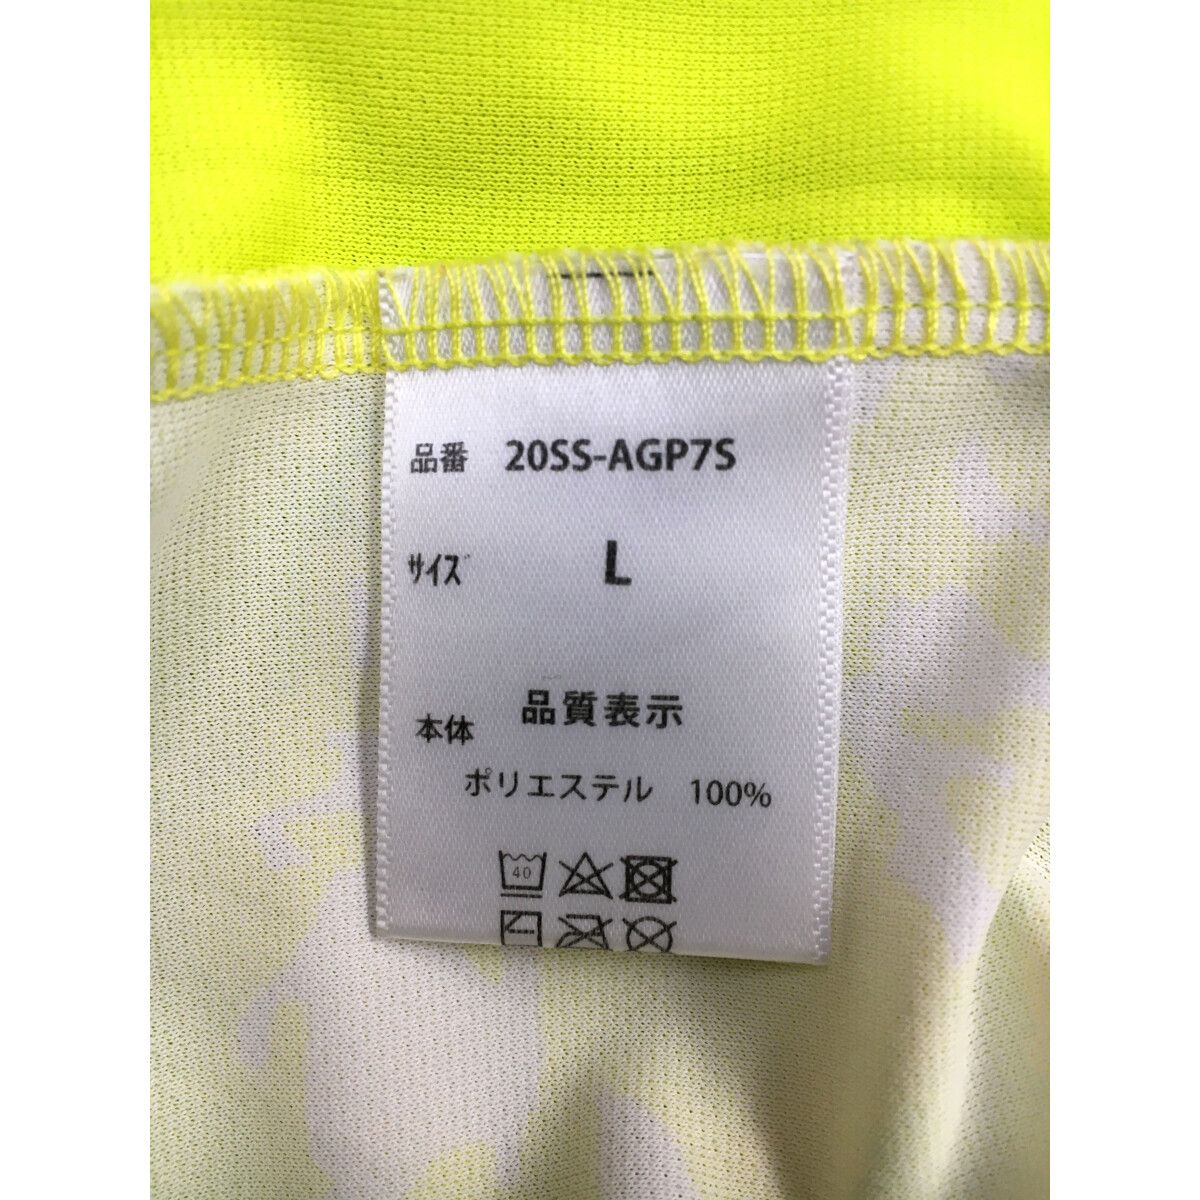 品番 20SS-AGP7S
サイズ L
品質表示
本体
ポリエステル 100%
40